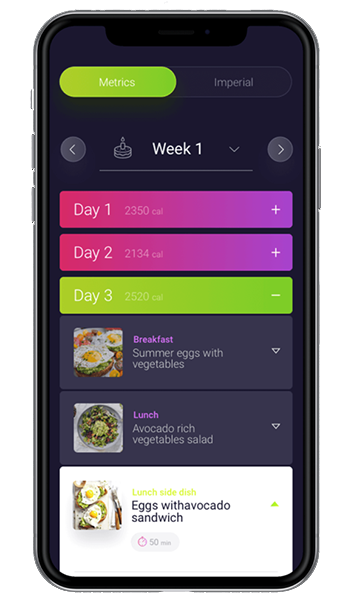 Metrics Imperial
Week 1
Day 1 2350 cal
Day 2 2134 cal
Day 3 2520 cal
Breakfast
Summer eggs with
vegetables
Lunch
Avocado rich
vegetables salad
Lunch side dish
Eggs withavocado
sandwich
50 min